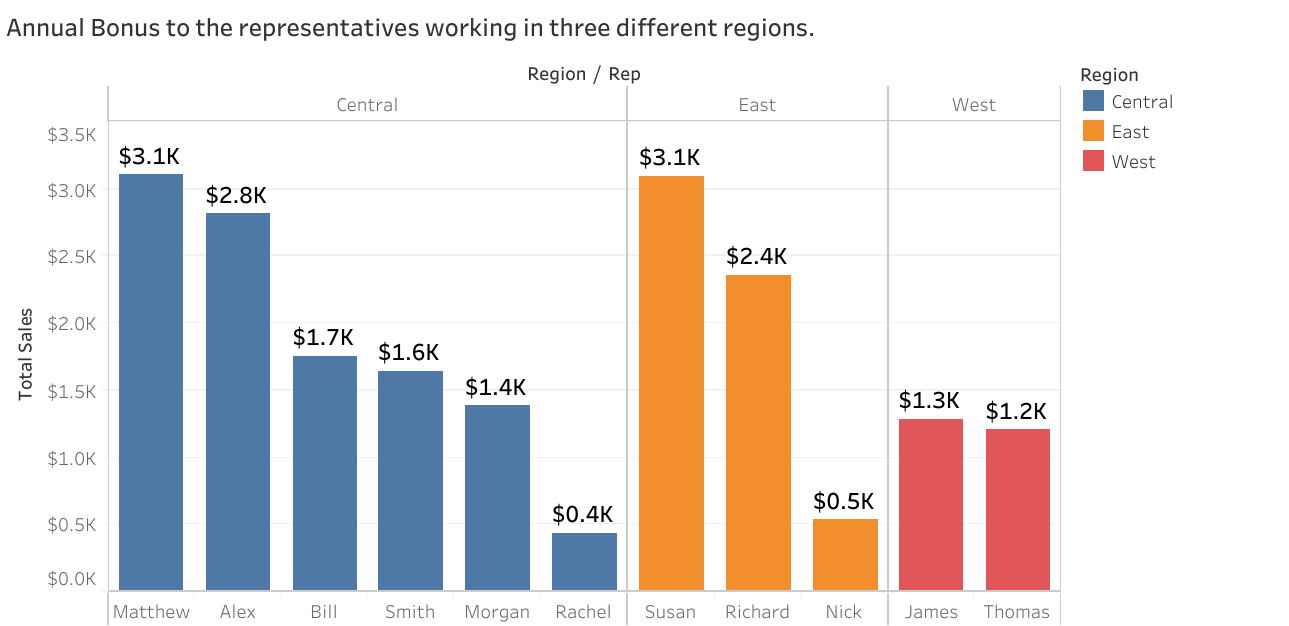 Annual Bonus to the representatives working in three different regions.
Region / Rep
Central East West
Region
Central
East
West
Total Sales
$3.5K
$3.0K
$2.5K
$2.0K
$1.5K
$1.0K
$0.5K
$0.0K
$3.1K
$2.8K
$1.7K
$1.6K
$1.4K
$0.4K
$3.1K
$2.4K
$0.5K
$1.3K
$1.2K
Matthew Alex Bill Smith Morgan Rachel Susan Richard Nick James Thomas